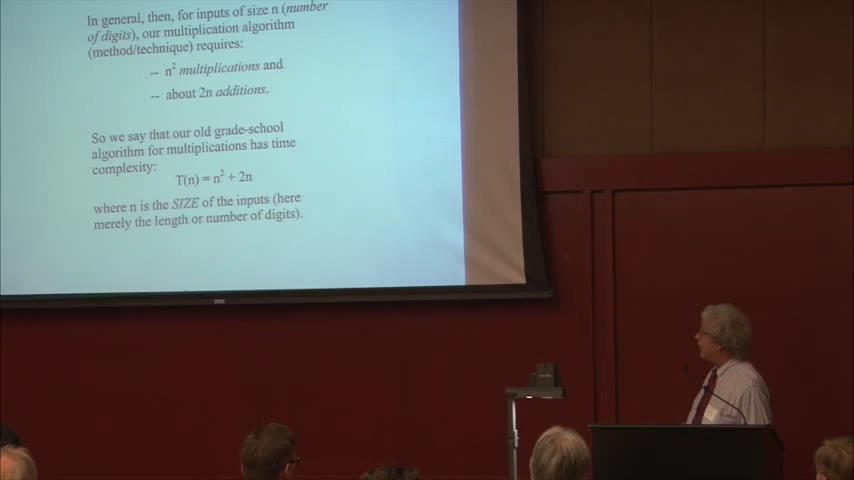 In general, then, for inputs of size n (number
of digits), our multiplication algorithm
(method/technique) requires:
-- n² multiplications and
-- about 2n additions.
So we say that our old grade-school
algorithm for multiplications has time
complexity:
T(n) = n² + 2n
where n is the SIZE of the inputs (here
merely the length or number of digits).